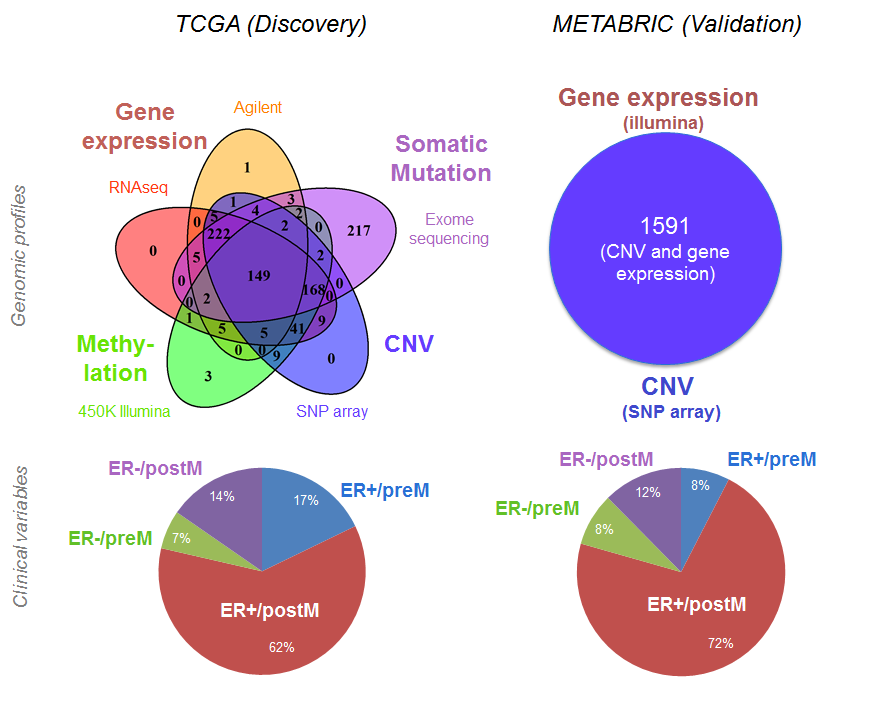 TCGA (Discovery)
METABRIC (Validation)
Genomic profiles
Gene
expression
Agilent
RNAseq
Somatic
Mutation
Exome
sequencing
1
3
1
4
2
0
5
0
222
2
217
0
5
2
149
0
168
0
0
0
2
1
9
5
5
41
0
0
9
0
3
Methy-
lation
450K Illumina
CNV
SNP array
Gene expression
(illumina)
1591
(CNV and gene
expression)
CNV
(SNP array)
Clinical variables
ER-/postM
14%
17%
ER+/preM
ER-/preM
7%
ER+/postM
62%
ER-/postM
12%
8%
ER+/preM
ER-/preM
8%
ER+/postM
72%